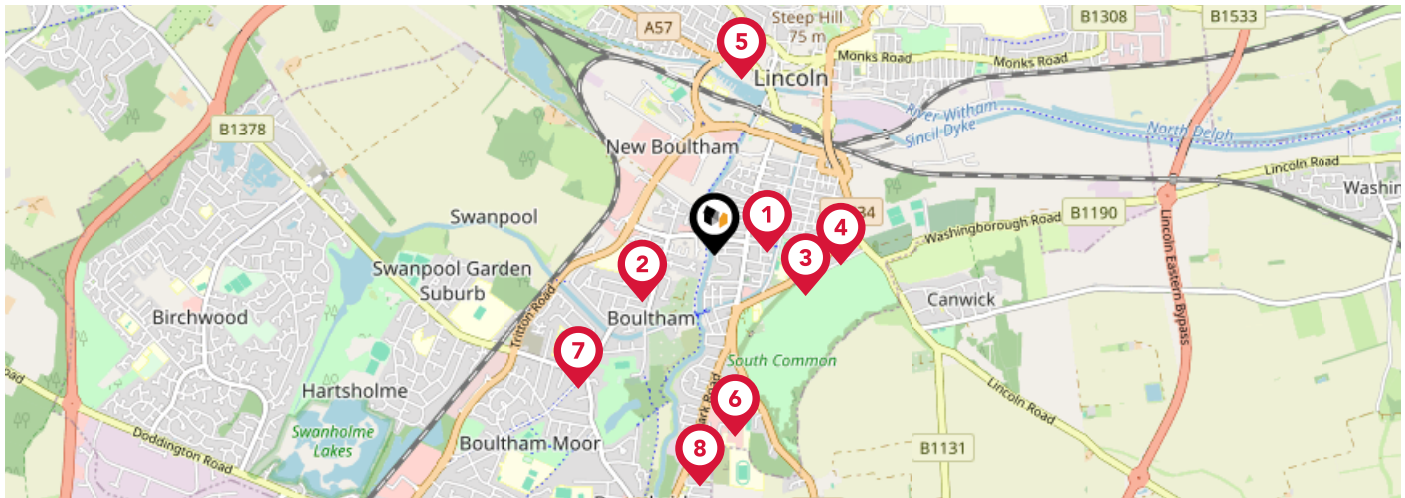 Steep Hill
75 m
B1308
B1533
A57
5
Monks Road
Monks Road
Lincoln
River Witham
Sincil Dyke
North Delph
B1378
New Boultham
Lincoln Road
Swanpool
1
B1190
Washingborough Road
4
2
3
Swanpool Garden
Suburb
Canwick
Birchwood
Boultham
Tritton Road
Lincoln Eastern Bypass
7
South Common
Hartsholme
6
Lincoln Road
Swanholme
Lakes
Doddington Road
Boultham Moor
8
B1131